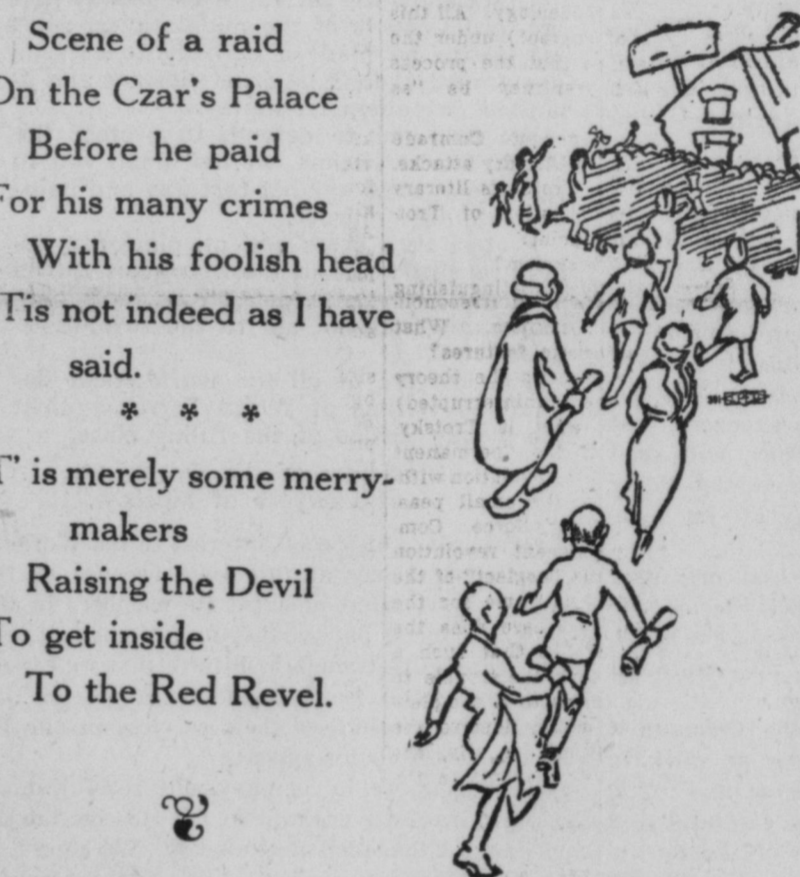 Scene of a raid
On the Czar's Palace
Before he paid
For his many crimes
With his foolish head
'Tis not indeed as I have
said.
* * *
T" is merely some merry-
makers
Raising the Devil
To get inside
To the Red Revel.